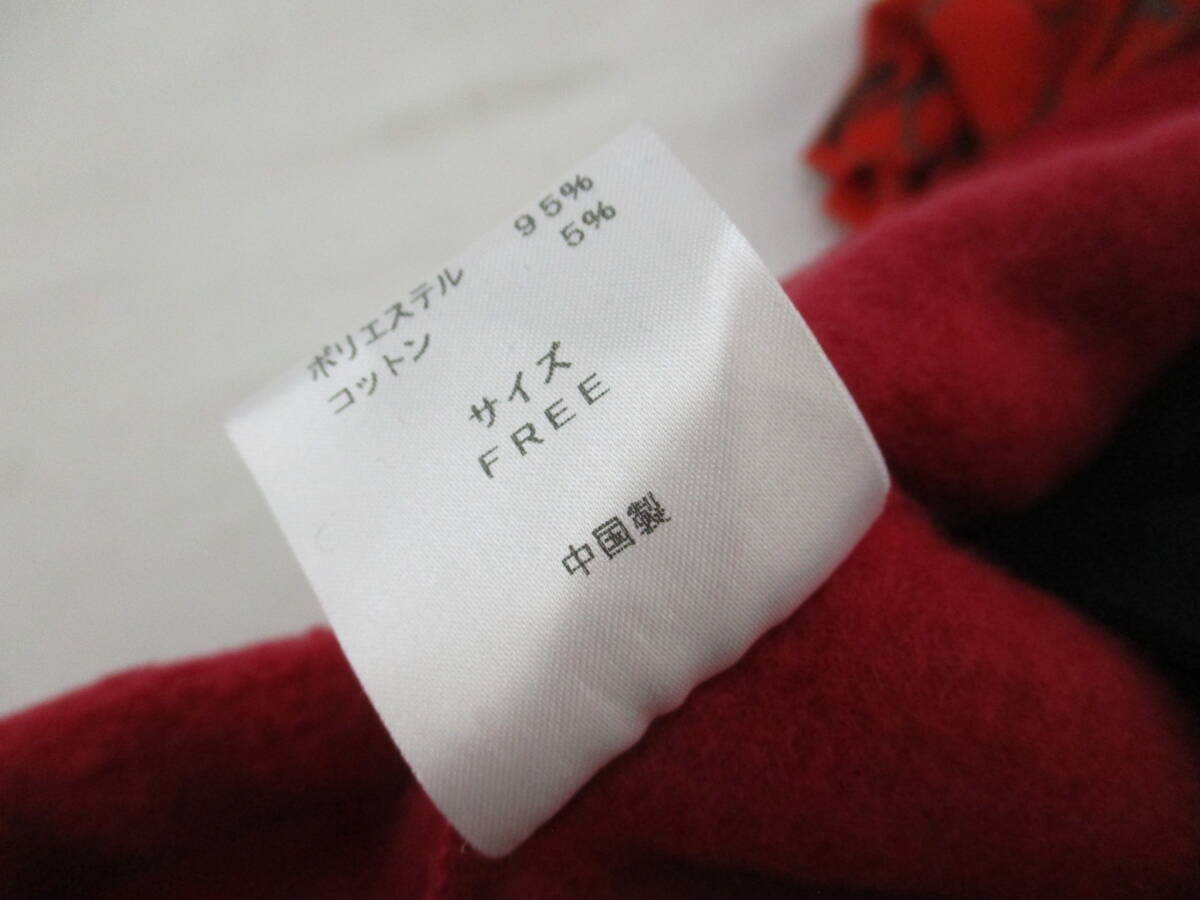 ポリエステル 95%
コットン 5%
サイズ
FREE
中国製